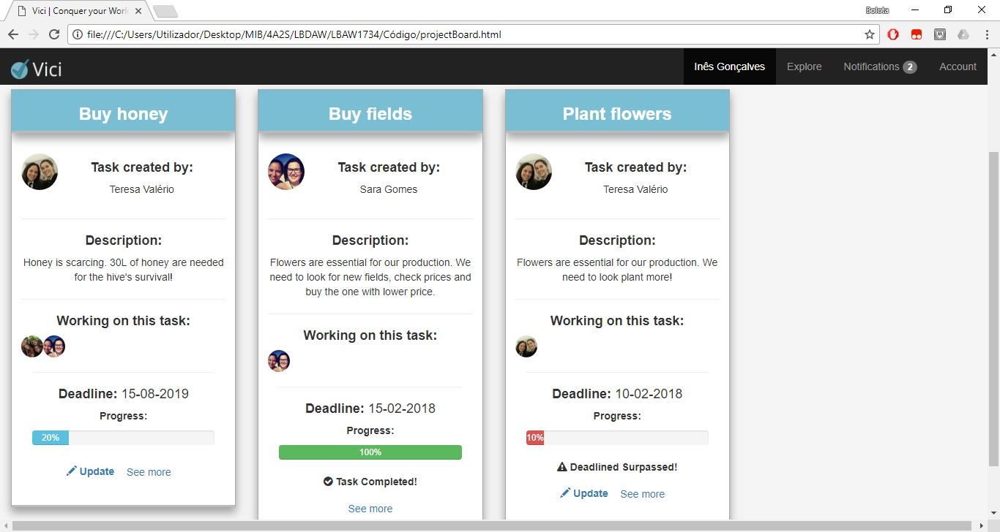 Vici | Conquer your Worl
Bolota
file:///C:/Users/Utilizador/Desktop/MIB/4A2S/LBDAW/LBAW1734/Código/projectBoard.html
Vici
Inês Gonçalves
Explore
Notifications 2
Account
Buy honey
Task created by:
Teresa Valério
Description:
Honey is scarcing. 30L of honey are needed
for the hive's survival!
Working on this task:
Deadline: 15-08-2019
Progress:
20%
Update See more
Buy fields
Task created by:
Sara Gomes
Description:
Flowers are essential for our production. We
need to look for new fields, check prices and
buy the one with lower price.
Working on this task:
Deadline: 15-02-2018
Progress:
100%
Task Completed!
See more
Plant flowers
Task created by:
Teresa Valério
Description:
Flowers are essential for our production. We
need to look plant more!
Working on this task:
Deadline: 10-02-2018
Progress:
10%
Deadlined Surpassed!
Update See more